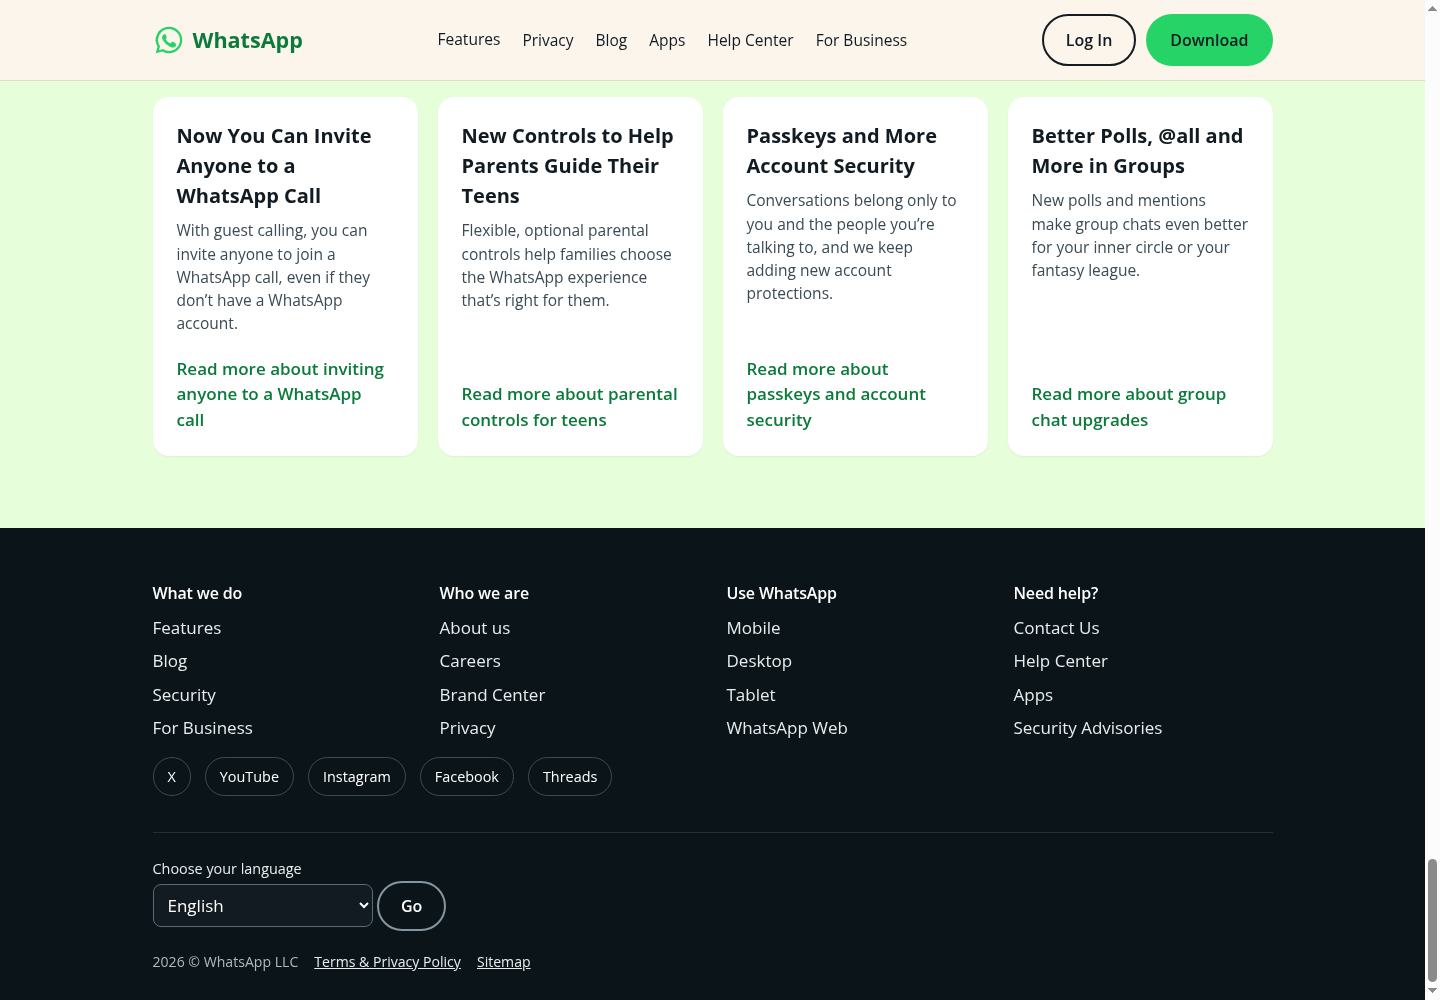 WhatsApp
Features
Privacy
Blog
Apps
Help Center
For Business
Log In
Download
Now You Can Invite
Anyone to a
WhatsApp Call
With guest calling, you can
invite anyone to join a
WhatsApp call, even if they
don’t have a WhatsApp
account.
Read more about inviting
anyone to a WhatsApp
call
New Controls to Help
Parents Guide Their
Teens
Flexible, optional parental
controls help families choose
the WhatsApp experience
that’s right for them.
Read more about parental
controls for teens
Passkeys and More
Account Security
Conversations belong only to
you and the people you’re
talking to, and we keep
adding new account
protections.
Read more about
passkeys and account
security
Better Polls, @all and
More in Groups
New polls and mentions
make group chats even better
for your inner circle or your
fantasy league.
Read more about group
chat upgrades
What we do
Features
Blog
Security
For Business
Who we are
About us
Careers
Brand Center
Privacy
Use WhatsApp
Mobile
Desktop
Tablet
WhatsApp Web
Need help?
Contact Us
Help Center
Apps
Security Advisories
X
YouTube
Instagram
Facebook
Threads
Choose your language
English
Go
2026 © WhatsApp LLC
Terms & Privacy Policy
Sitemap